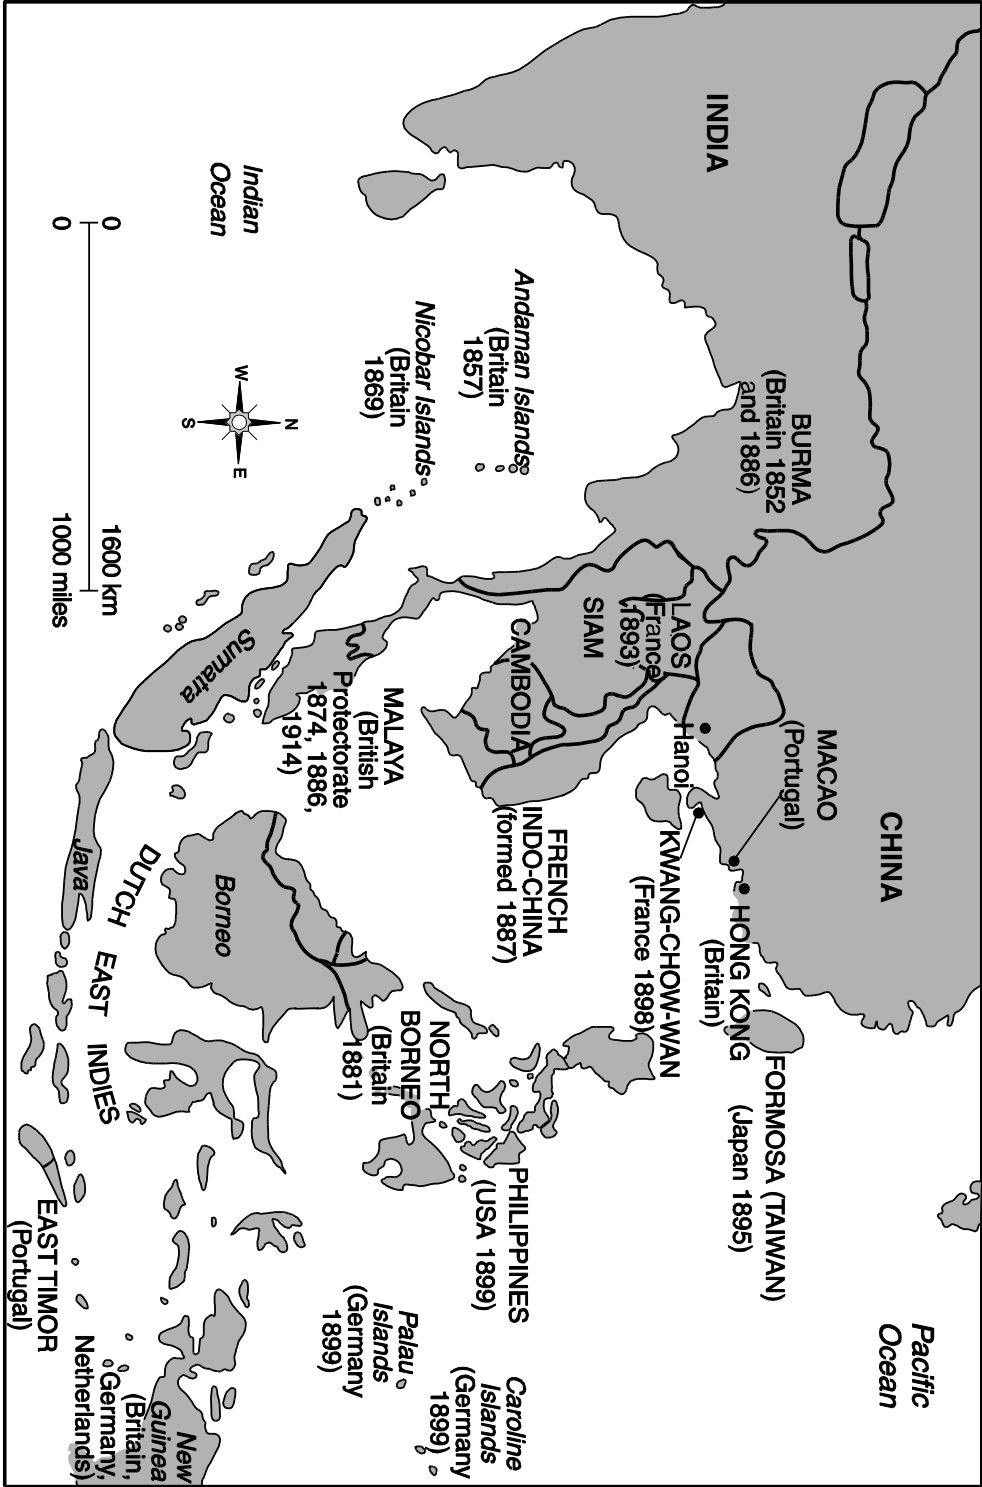 INDIA
CHINA
Pacific
Ocean
BURMA
(Britain 1852
and 1886)
MACAO
(Portugal)
HONG KONG
(Britain)
FORMOSA (TAIWAN)
(Japan 1895)
LAOS
(France
1893)
Hanoi
KWANG-CHOW-WAN
(France 1898)
SIAM
FRENCH
INDO-CHINA
(formed 1887)
CAMBODIA
Andaman Islands
(Britain
1857)
Nicobar Islands
(Britain
1869)
PHILIPPINES
(USA 1899)
Caroline
Islands
(Germany
1899)
Palau
Islands
(Germany
1899)
MALAYA
(British
Protectorate
1874, 1886,
1914)
NORTH
BORNEO
(Britain
1881)
Indian
Ocean
Sumatra
Borneo
Java
DUTCH EAST INDIES
New
Guinea
(Britain,
Germany,
Netherlands)
EAST TIMOR
(Portugal)
N
W
E
S
0
1600 km
0
1000 miles